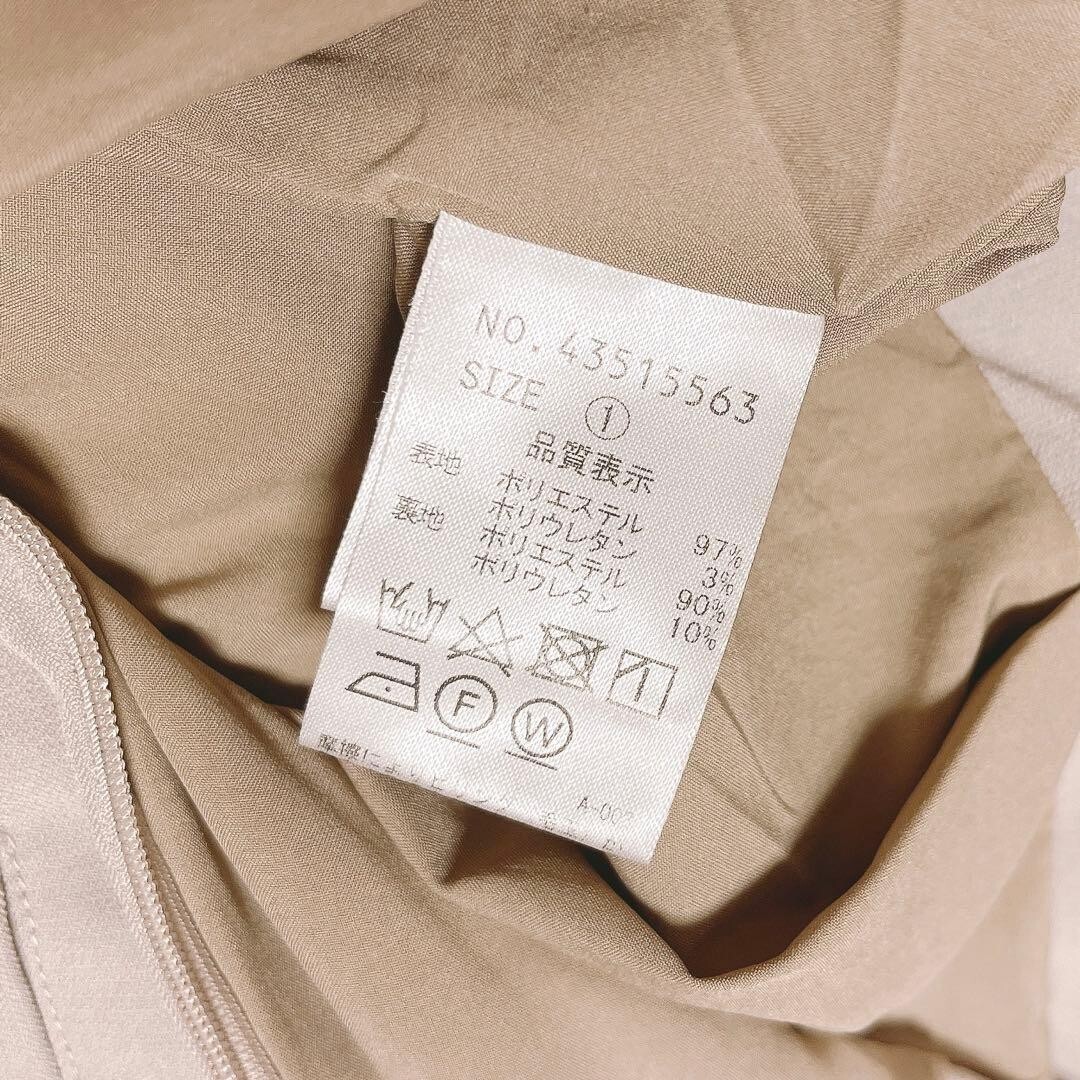 NO. 43515563
SIZE ①
品質表示
表地 ポリエステル 97%
ポリウレタン 3%
裏地 ポリエステル 90%
ポリウレタン 10%
F W
A-002